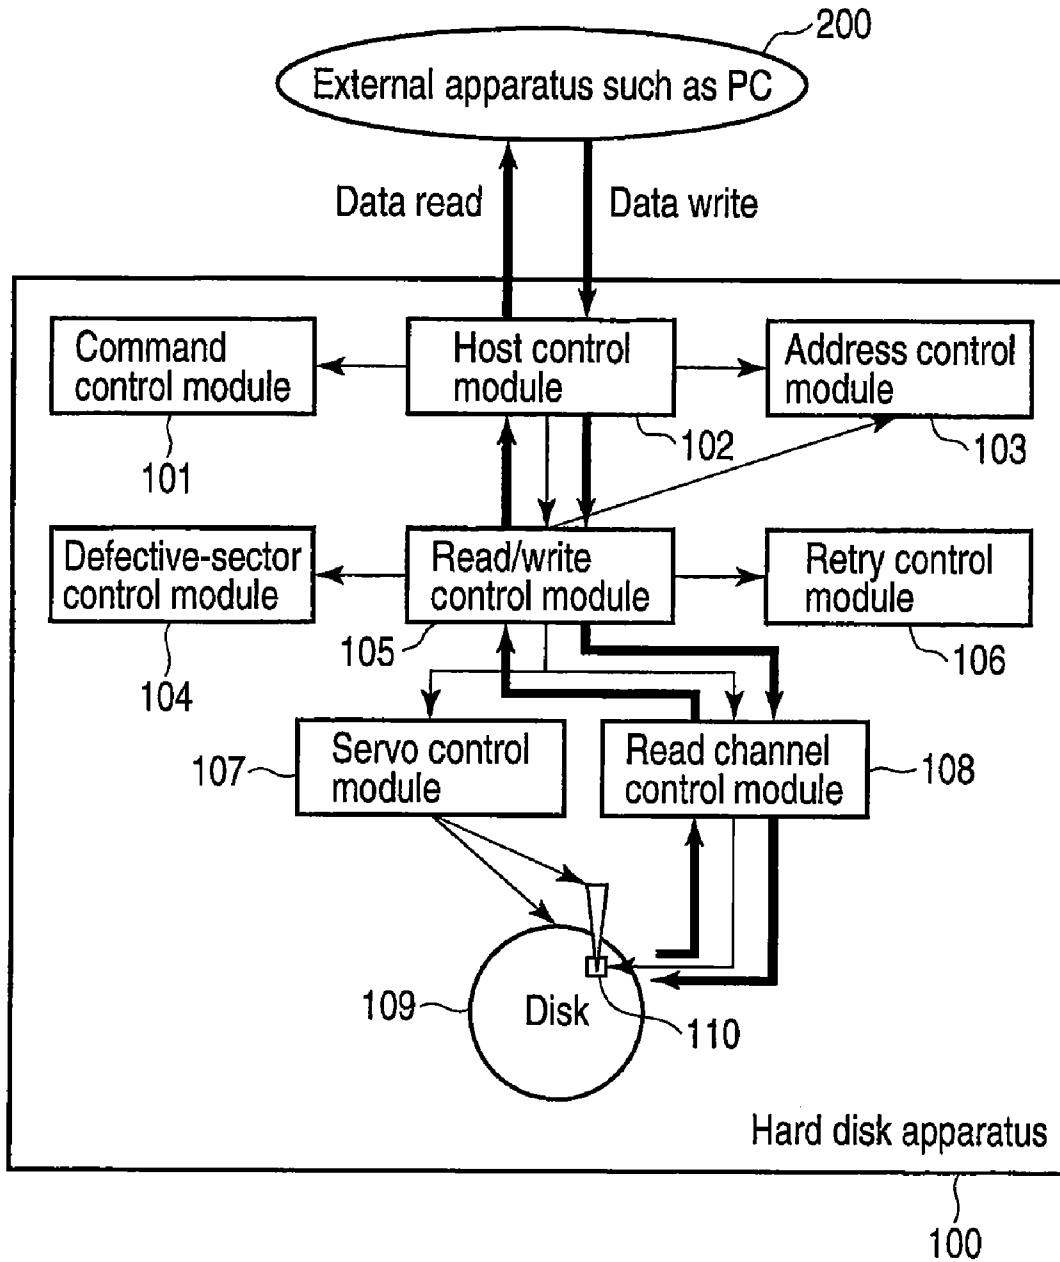 200
External apparatus such as PC
Data read
Data write
Command
control module
Host control
module
Address control
module
101
102
103
Defective-sector
control module
Read/write
control module
Retry control
module
104
105
106
107
Servo control
module
Read channel
control module
108
109
Disk
110
Hard disk apparatus
100